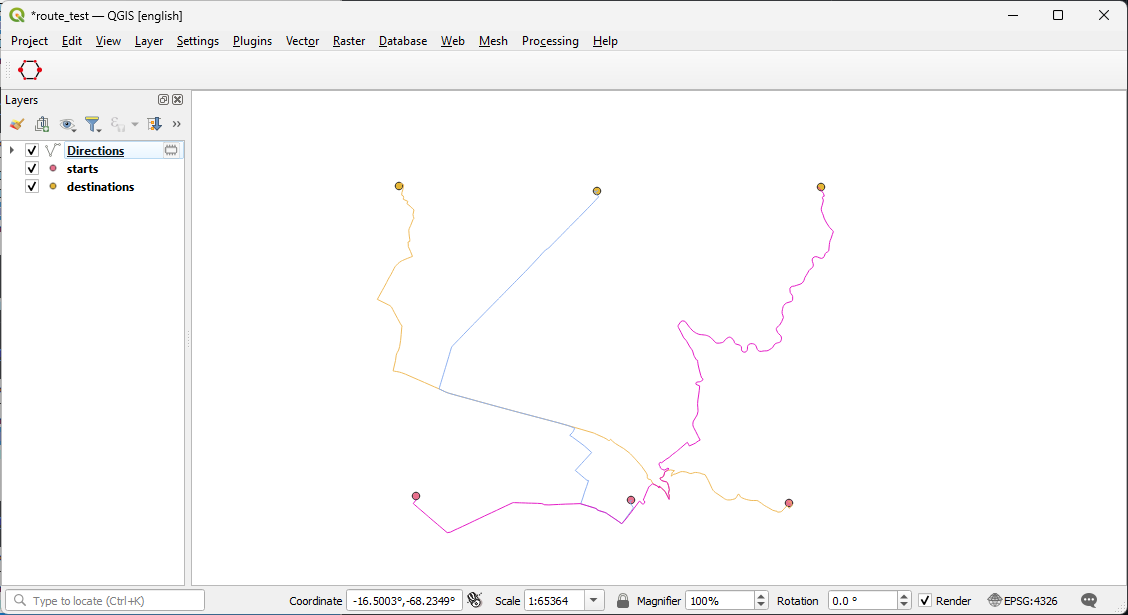 *route_test — QGIS [english]
Project Edit View Layer Settings Plugins Vector Raster Database Web Mesh Processing Help
Layers
Directions
starts
destinations
Type to locate (Ctrl+K) Coordinate -16.5003°,-68.2349° Scale 1:65364 Magnifier 100% Rotation 0.0 ° Render EPSG:4326